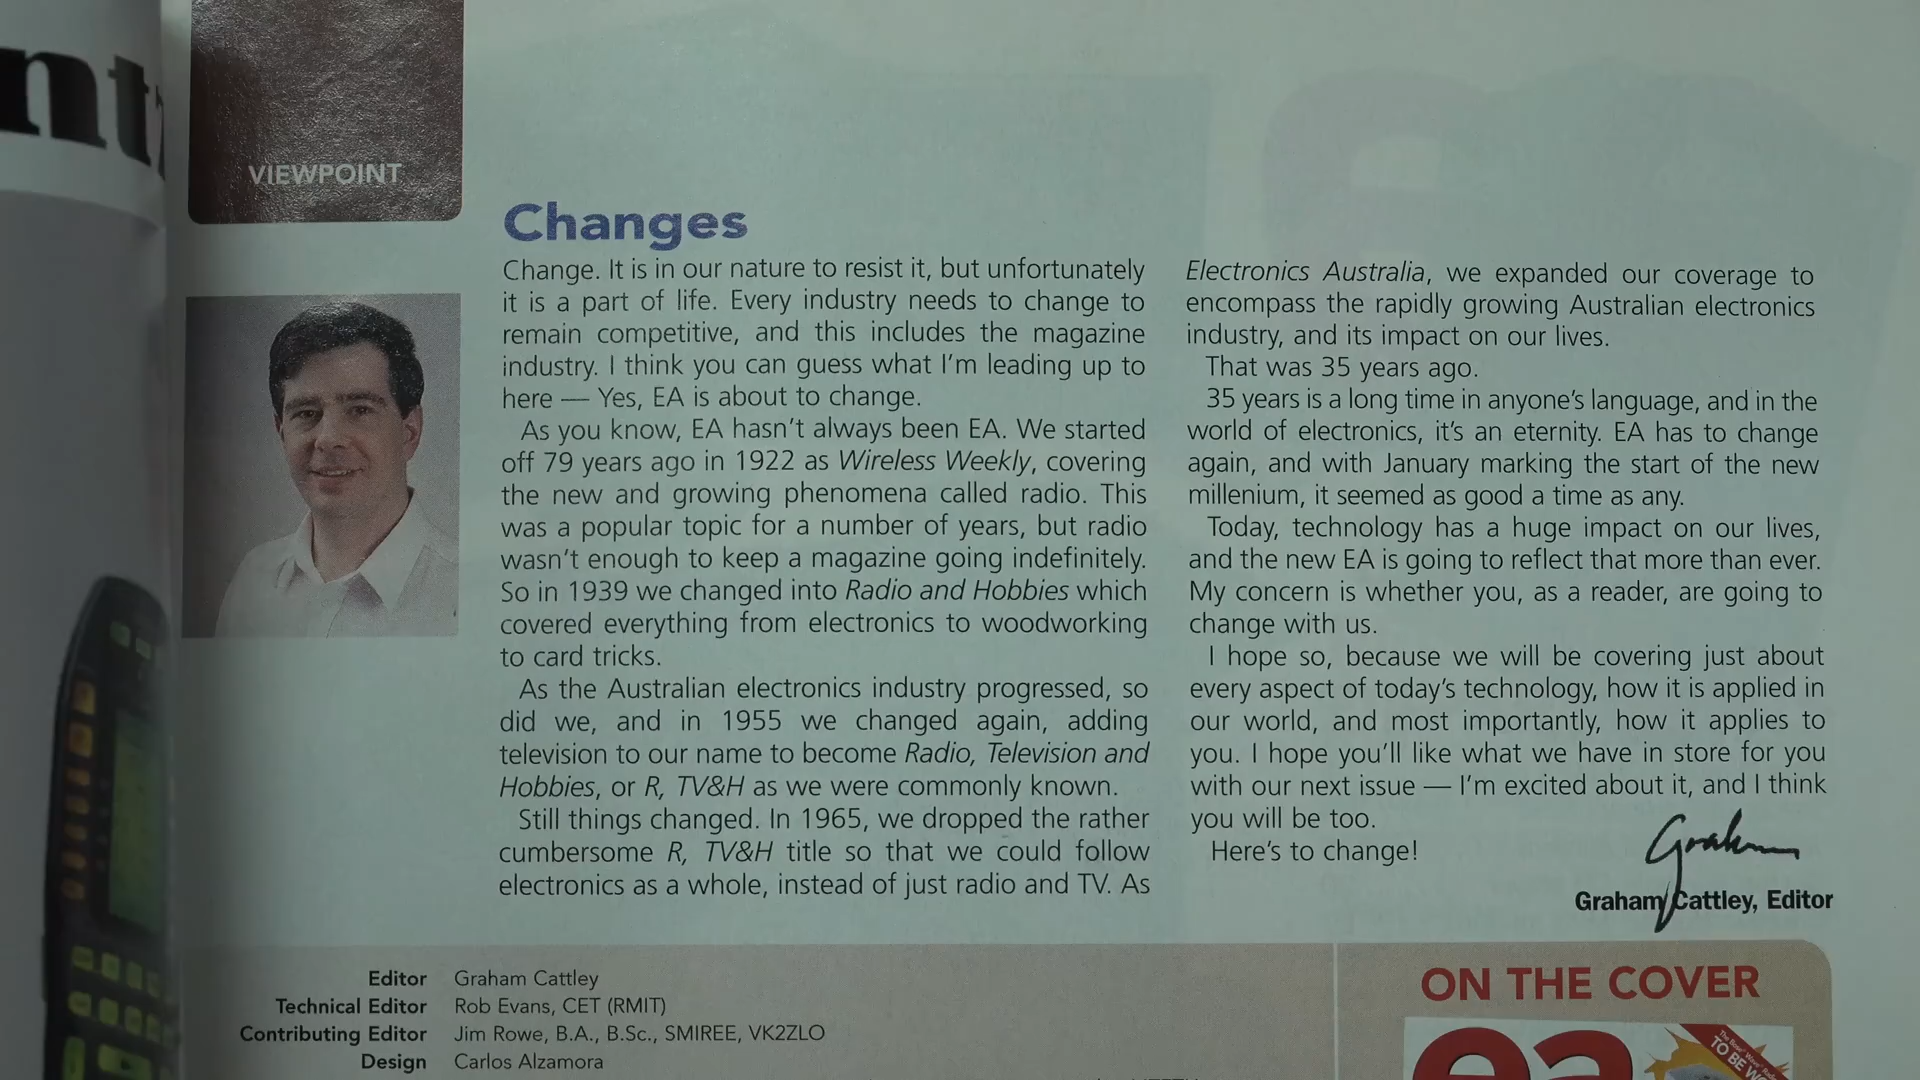 nt
VIEWPOINT
Changes
Change. It is in our nature to resist it, but unfortunately
it is a part of life. Every industry needs to change to
remain competitive, and this includes the magazine
industry. I think you can guess what I'm leading up to
here — Yes, EA is about to change.
As you know, EA hasn't always been EA. We started
off 79 years ago in 1922 as Wireless Weekly, covering
the new and growing phenomena called radio. This
was a popular topic for a number of years, but radio
wasn't enough to keep a magazine going indefinitely.
So in 1939 we changed into Radio and Hobbies which
covered everything from electronics to woodworking
to card tricks.
As the Australian electronics industry progressed, so
did we, and in 1955 we changed again, adding
television to our name to become Radio, Television and
Hobbies, or R, TV&H as we were commonly known.
Still things changed. In 1965, we dropped the rather
cumbersome R, TV&H title so that we could follow
electronics as a whole, instead of just radio and TV. As
Electronics Australia, we expanded our coverage to
encompass the rapidly growing Australian electronics
industry, and its impact on our lives.
That was 35 years ago.
35 years is a long time in anyone's language, and in the
world of electronics, it's an eternity. EA has to change
again, and with January marking the start of the new
millenium, it seemed as good a time as any.
Today, technology has a huge impact on our lives,
and the new EA is going to reflect that more than ever.
My concern is whether you, as a reader, are going to
change with us.
I hope so, because we will be covering just about
every aspect of today's technology, how it is applied in
our world, and most importantly, how it applies to
you. I hope you'll like what we have in store for you
with our next issue — I'm excited about it, and I think
you will be too.
Here's to change!
Graham
Graham Cattley, Editor
Editor Graham Cattley
Technical Editor Rob Evans, CET (RMIT)
Contributing Editor Jim Rowe, B.A., B.Sc., SMIREE, VK2ZLO
Design Carlos Alzamora
ON THE COVER
ea
TO BE W